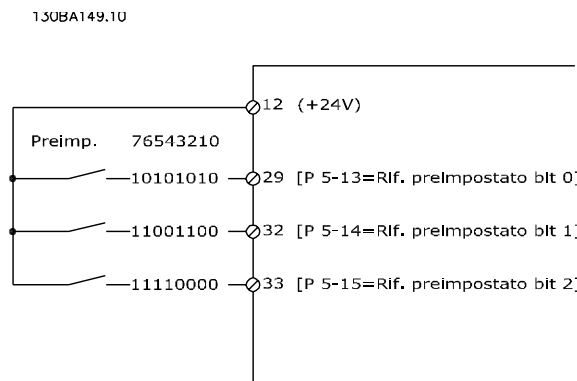 130BA149.10
12 (+24V)
Preimp. 76543210
10101010 29 [P 5-13=Rif. preimpostato bit 0]
11001100 32 [P 5-14=Rif. preimpostato bit 1]
11110000 33 [P 5-15=Rif. preimpostato bit 2]